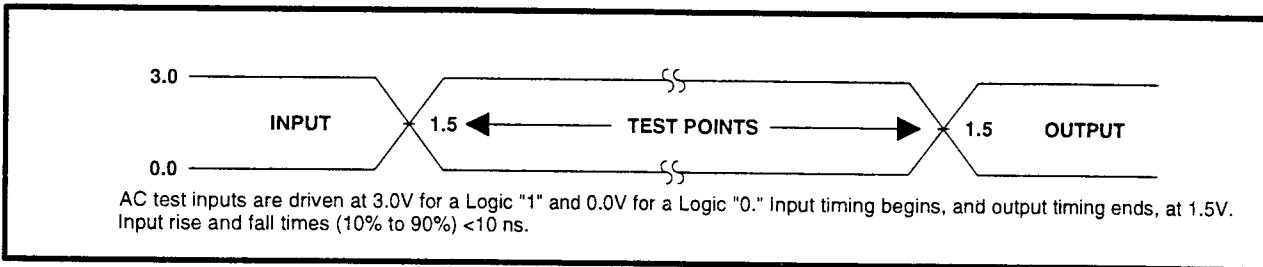 3.0
INPUT 1.5 TEST POINTS 1.5 OUTPUT
0.0
AC test inputs are driven at 3.0V for a Logic "1" and 0.0V for a Logic "0." Input timing begins, and output timing ends, at 1.5V.
Input rise and fall times (10% to 90%) <10 ns.